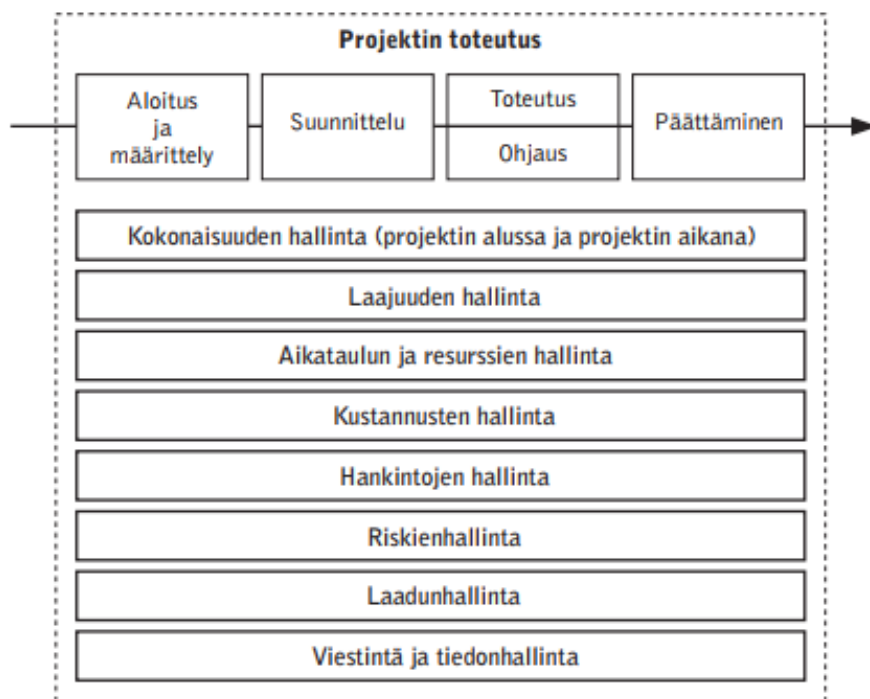 Projektin toteutus
Aloitus
ja
määrittely
Suunnittelu
Toteutus
Ohjaus
Päättäminen
Kokonaisuuden hallinta (projektin alussa ja projektin aikana)
Laajuuden hallinta
Aikataulun ja resurssien hallinta
Kustannusten hallinta
Hankintojen hallinta
Riskienhallinta
Laadunhallinta
Viestintä ja tiedonhallinta